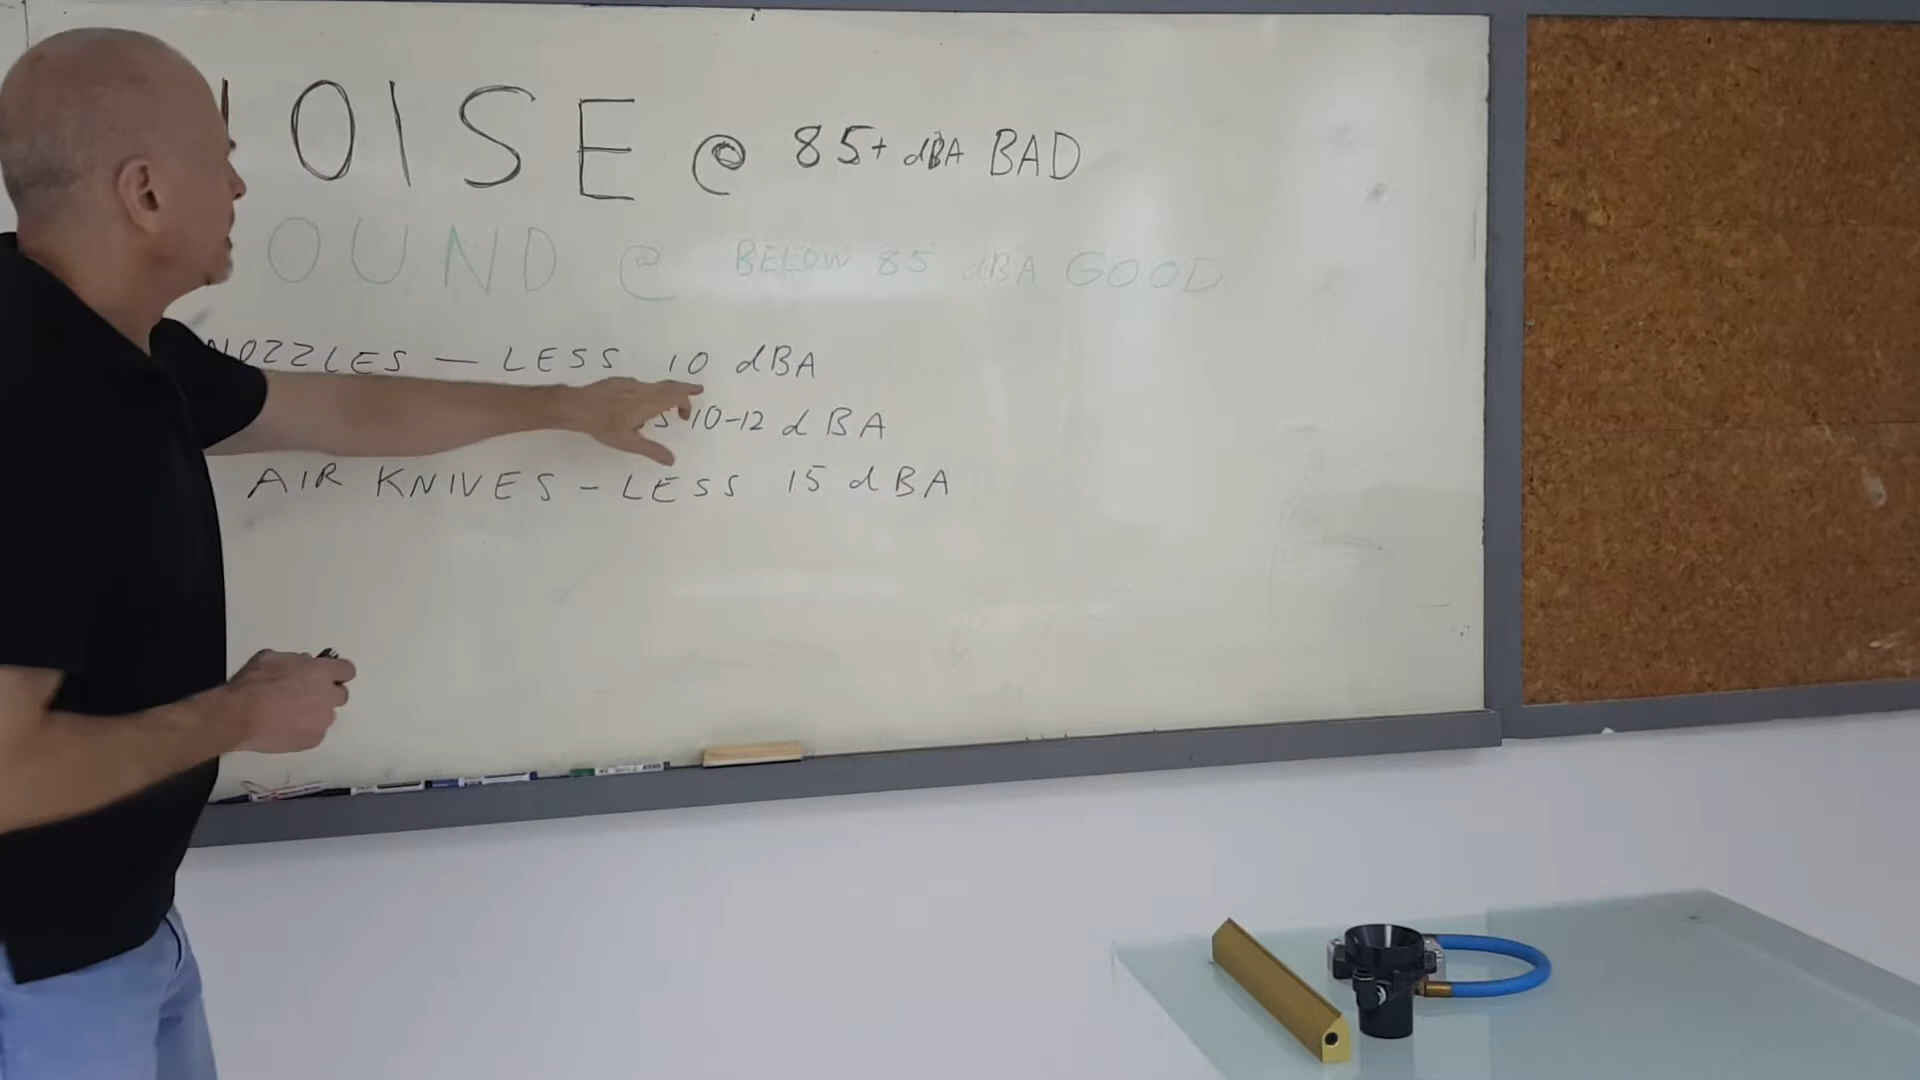 OISE @ 85+ dBA BAD
OUND @ BELOW 85 dBA GOOD
NOZZLES — LESS 10 dBA
S 10-12 dBA
AIR KNIVES - LESS 15 dBA